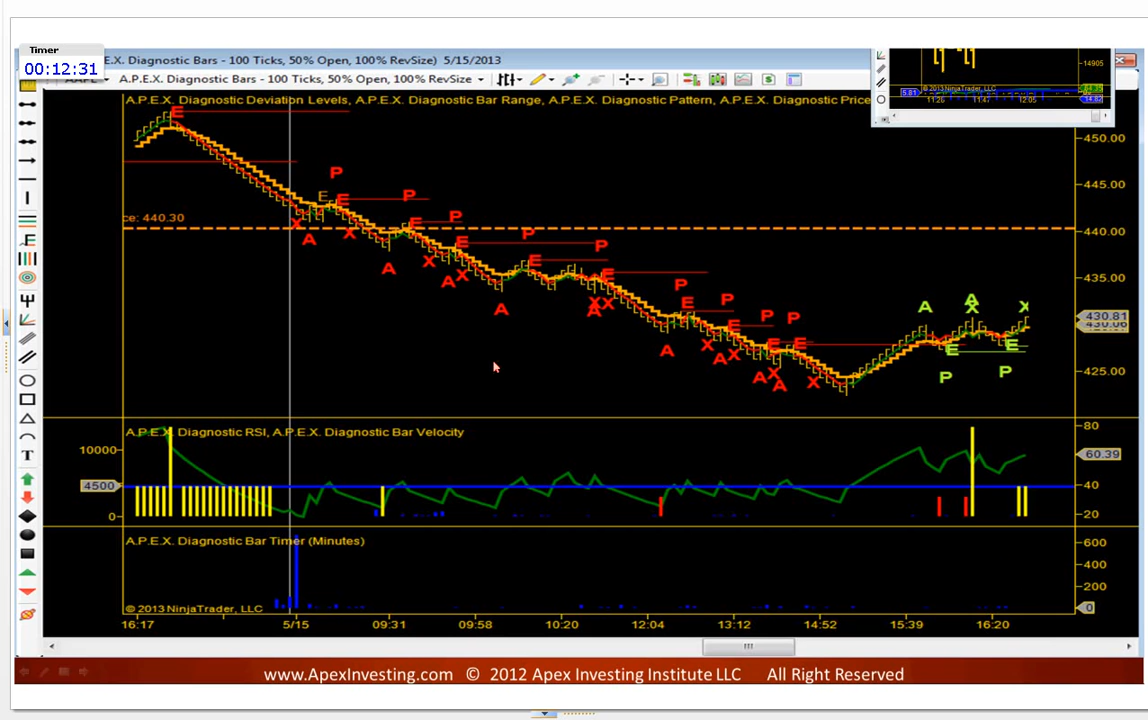 Timer
00:12:31
A.P.E.X. Diagnostic Bars - 100 Ticks, 50% Open, 100% RevSize) 5/15/2013
A.P.E.X. Diagnostic Bars - 100 Ticks, 50% Open, 100% RevSize)
14905
© 2013 NinjaTrader, LLC
5.81
11:26 11:47 12:05
A.P.E.X. Diagnostic Deviation Levels, A.P.E.X. Diagnostic Bar Range, A.P.E.X. Diagnostic Pattern, A.P.E.X. Diagnostic Price
450.00
445.00
440.00
435.00
430.81
425.00
ce: 440.30
E
P
E E P
X A X
E P
A X
E P
A X
E P
A
E P
X X
A
P
E P
A X
E P
A X
E P
A X
A
E X
A A X
X
E E
P P
A.P.E.X. Diagnostic RSI, A.P.E.X. Diagnostic Bar Velocity
10000
4500
0
80
60.39
40
20
A.P.E.X. Diagnostic Bar Timer (Minutes)
600
400
200
0
© 2013 NinjaTrader, LLC
16:17 5/15 09:31 09:58 10:20 12:04 13:12 14:52 15:39 16:20
www.ApexInvesting.com © 2012 Apex Investing Institute LLC All Right Reserved